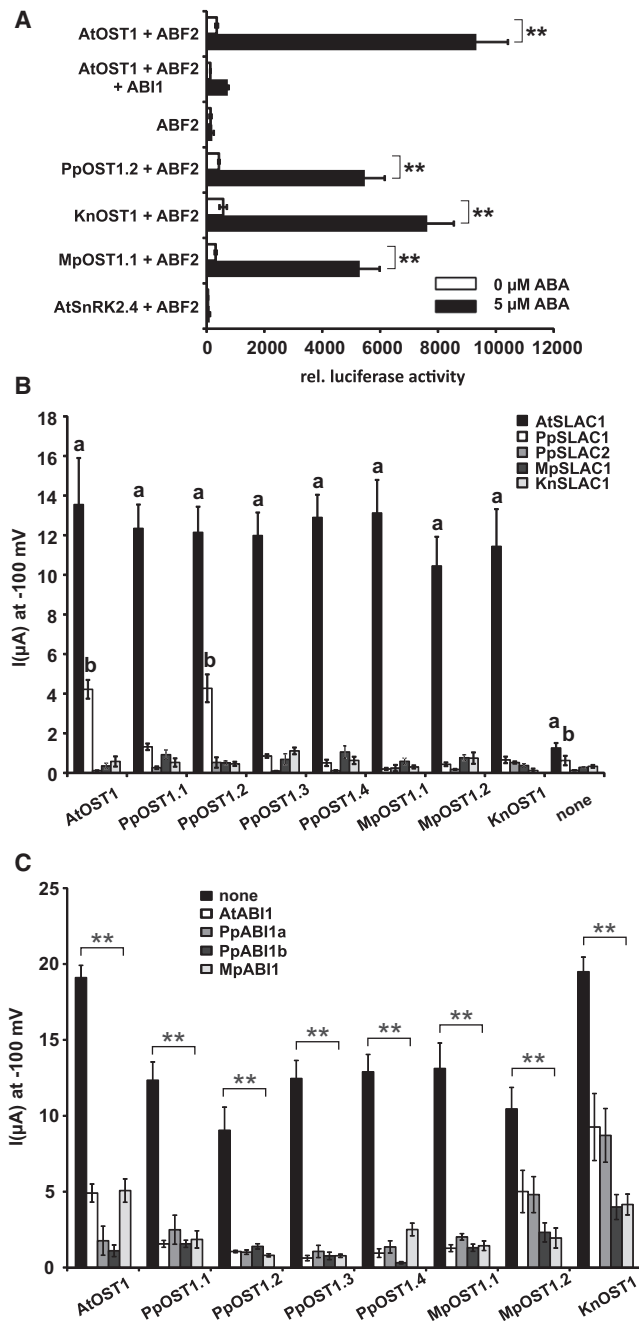 A
AtOST1 + ABF2
**
AtOST1 + ABF2
+ ABI1
ABF2
PpOST1.2 + ABF2
**
KnOST1 + ABF2
**
MpOST1.1 + ABF2
**
0 µM ABA
5 µM ABA
AtSnRK2.4 + ABF2
0 2000 4000 6000 8000 10000 12000
rel. luciferase activity
B
18
16
14
12
10
8
6
4
2
0
I(µA) at -100 mV
AtSLAC1
PpSLAC1
PpSLAC2
MpSLAC1
KnSLAC1
a a a a a a a a a
b b b
AtOST1 PpOST1.1 PpOST1.2 PpOST1.3 PpOST1.4 MpOST1.1 MpOST1.2 KnOST1 none
C
25
20
15
10
5
0
I(µA) at -100 mV
none
AtABI1
PpABI1a
PpABI1b
MpABI1
** ** ** ** ** ** ** **
AtOST1 PpOST1.1 PpOST1.2 PpOST1.3 PpOST1.4 MpOST1.1 MpOST1.2 KnOST1